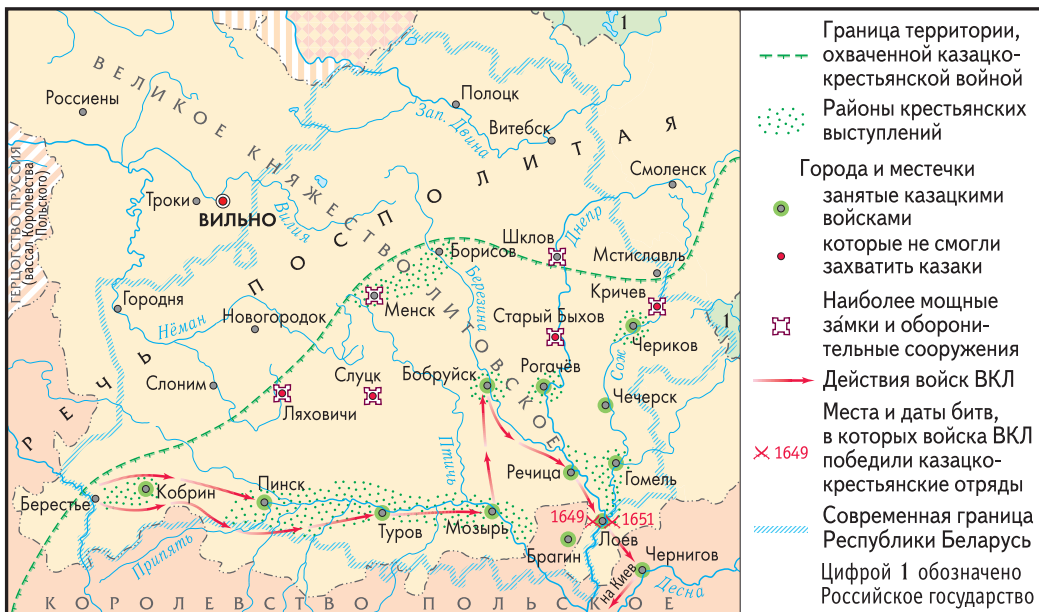 1
ВЕЛИКОЕ КНЯЖЕСТВО ЛИТОВСКОЕ
РЕЧЬ ПОСПОЛИТАЯ
ГЕРЦОГСТВО ПРУССИЯ
(вассал Королевства
Польского)
Россиены
Полоцк
Зап. Двина
Витебск
Смоленск
Троки
ВИЛЬНО
Вилия
Днепр
Шклов
Борисов
Мстиславль
Березина
Городня
Менск
Кричев
Нёман
Новогородок
Старый Быхов
1
Чериков
Сож
Слоним
Слуцк
Бобруйск
Рогачёв
Ляховичи
Чечерск
Птичь
Речица
Гомель
Берестье
Кобрин
Пинск
Туров
Мозырь
1649
1651
Лоев
Брагин
Припять
Чернигов
на Киев
Десна
КОРОЛЕВСТВО ПОЛЬСКОЕ
Граница территории,
охваченной казацко-
крестьянской войной
Районы крестьянских
выступлений
Города и местечки
занятые казацкими
войсками
которые не смогли
захватить казаки
Наиболее мощные
за́мки и оборони-
тельные сооружения
Действия войск ВКЛ
1649
Места и даты битв,
в которых войска ВКЛ
победили казацко-
крестьянские отряды
Современная граница
Республики Беларусь
Цифрой 1 обозначено
Российское государство